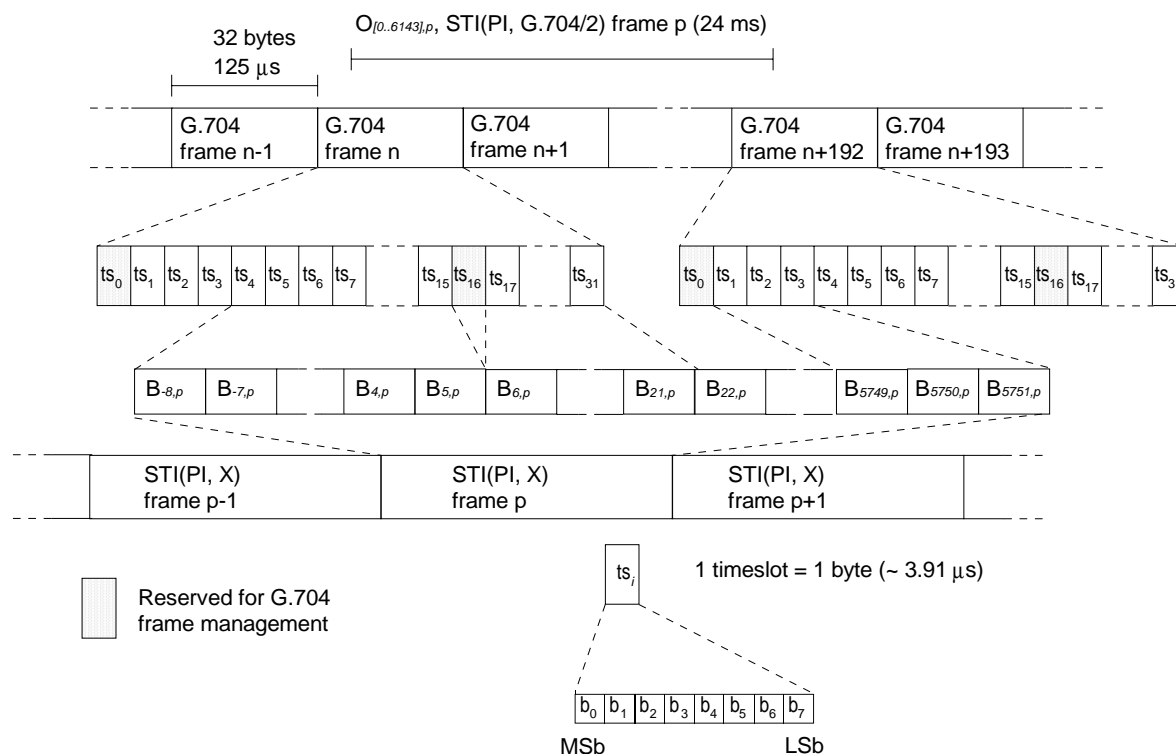 O[0..6143],p, STI(PI, G.704/2) frame p (24 ms)
32 bytes
125 μs
G.704 frame n-1
G.704 frame n
G.704 frame n+1
G.704 frame n+192
G.704 frame n+193
ts0 ts1 ts2 ts3 ts4 ts5 ts6 ts7 ts15 ts16 ts17 ts31
ts0 ts1 ts2 ts3 ts4 ts5 ts6 ts7 ts15 ts16 ts17 ts3
B-8,p B-7,p B4,p B5,p B6,p B21,p B22,p B5749,p B5750,p B5751,p
STI(PI, X) frame p-1
STI(PI, X) frame p
STI(PI, X) frame p+1
tsi
1 timeslot = 1 byte (~ 3.91 μs)
Reserved for G.704
frame management
b0 b1 b2 b3 b4 b5 b6 b7
MSb LSb